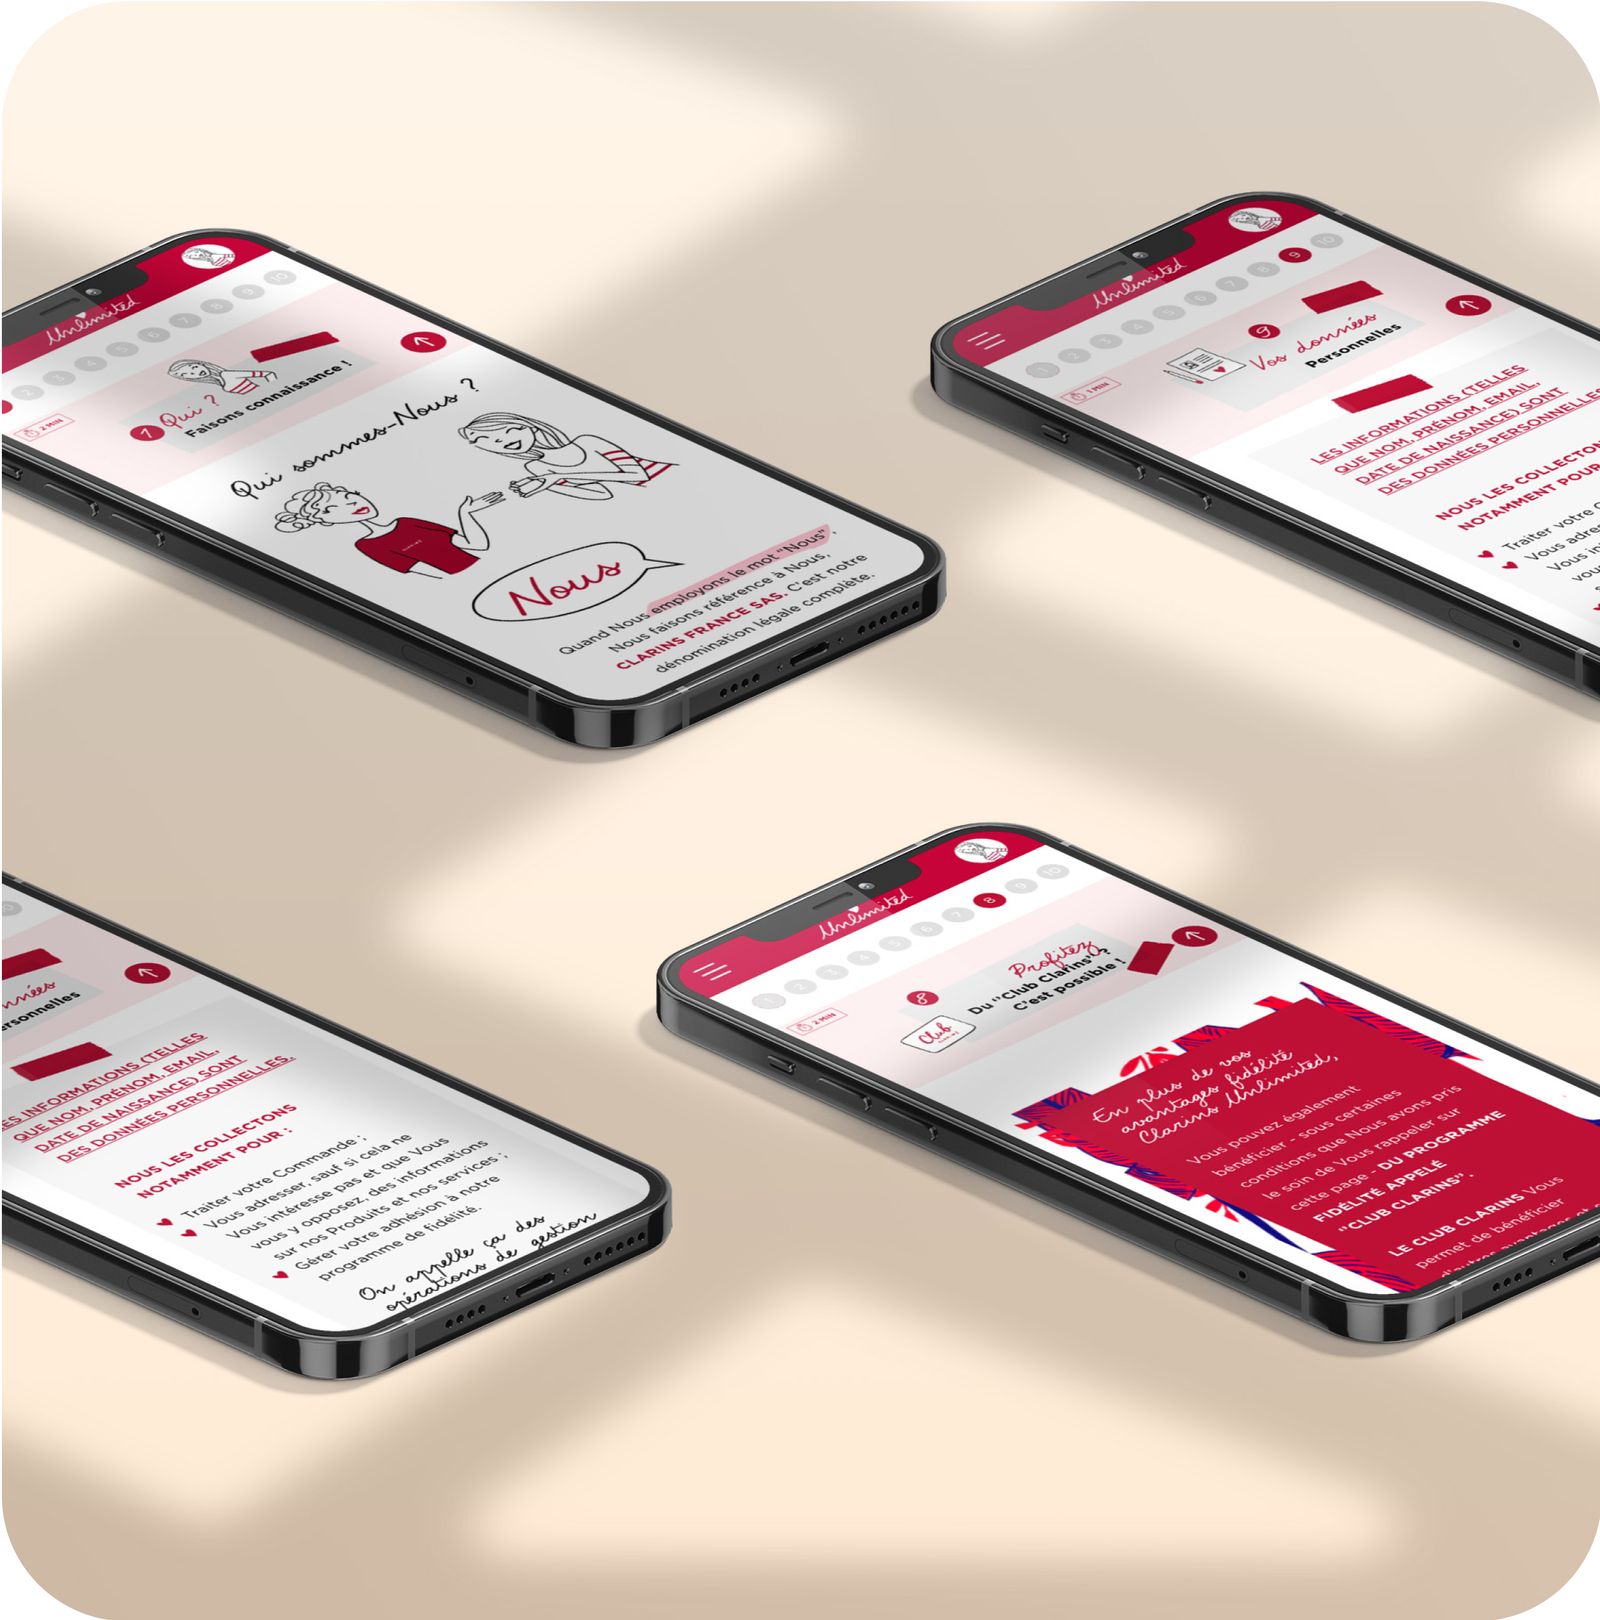 Unlimited
2 3 4 5 6 7 8 9 10
2 MIN
1 Qui ?
Faisons connaissance !
Qui sommes-Nous ?
Nous
Quand Nous employons le mot "Nous",
Nous faisons référence à Nous,
CLARINS FRANCE SAS. C'est notre
dénomination légale complète.
Unlimited
1 2 3 4 5 6 7 8 9 10
1 MIN
9
Vos données
Personnelles
LES INFORMATIONS (TELLES
QUE NOM, PRÉNOM, EMAIL,
DATE DE NAISSANCE) SONT
DES DONNÉES PERSONNELLES
NOUS LES COLLECTONS
NOTAMMENT POUR
Traiter votre
Vous
Personnelles
INFORMATIONS (TELLES
QUE NOM, PRÉNOM, EMAIL,
DATE DE NAISSANCE) SONT
DES DONNÉES PERSONNELLES.
NOUS LES COLLECTONS
NOTAMMENT POUR :
Traiter votre Commande ;
Vous adresser, sauf si cela ne
Vous intéresse pas et que Vous
vous y opposez, des informations
sur nos Produits et nos services ;
Gérer votre adhésion à notre
programme de fidélité.
On appelle ça des
opérations de gestion
Unlimited
1 2 3 4 5 6 7 8 9 10
2 MIN
8
Club
Profitez
Du "Club Clarins" ?
C'est possible !
En plus de vos
avantages fidélité
Clarins Unlimited,
Vous pouvez également
bénéficier - sous certaines
conditions que Nous avons pris
le soin de Vous rappeler sur
cette page - DU PROGRAMME
FIDÉLITÉ APPELÉ
"CLUB CLARINS".
LE CLUB CLARINS Vous
permet de bénéficier
d'autres avantages